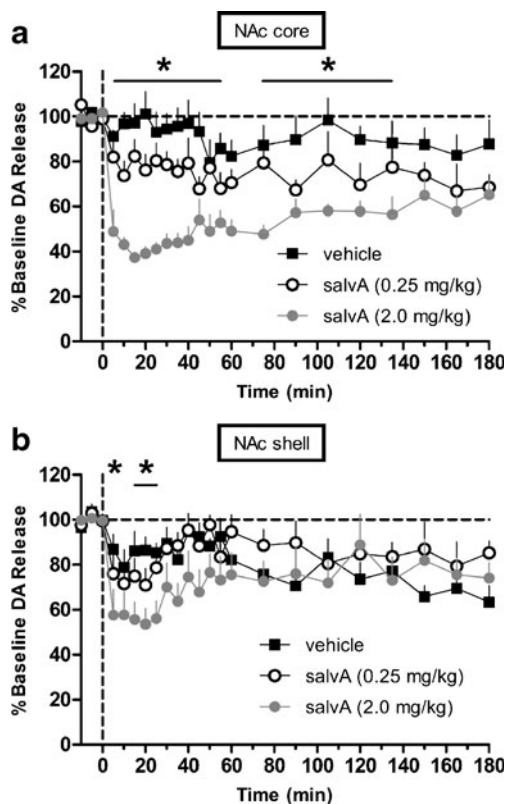 a
NAc core
*
*
120
100
80
60
40
20
0
% Baseline DA Release
vehicle
salvA (0.25 mg/kg)
salvA (2.0 mg/kg)
0 20 40 60 80 100 120 140 160 180
Time (min)
b
NAc shell
* *
120
100
80
60
40
20
0
% Baseline DA Release
vehicle
salvA (0.25 mg/kg)
salvA (2.0 mg/kg)
0 20 40 60 80 100 120 140 160 180
Time (min)